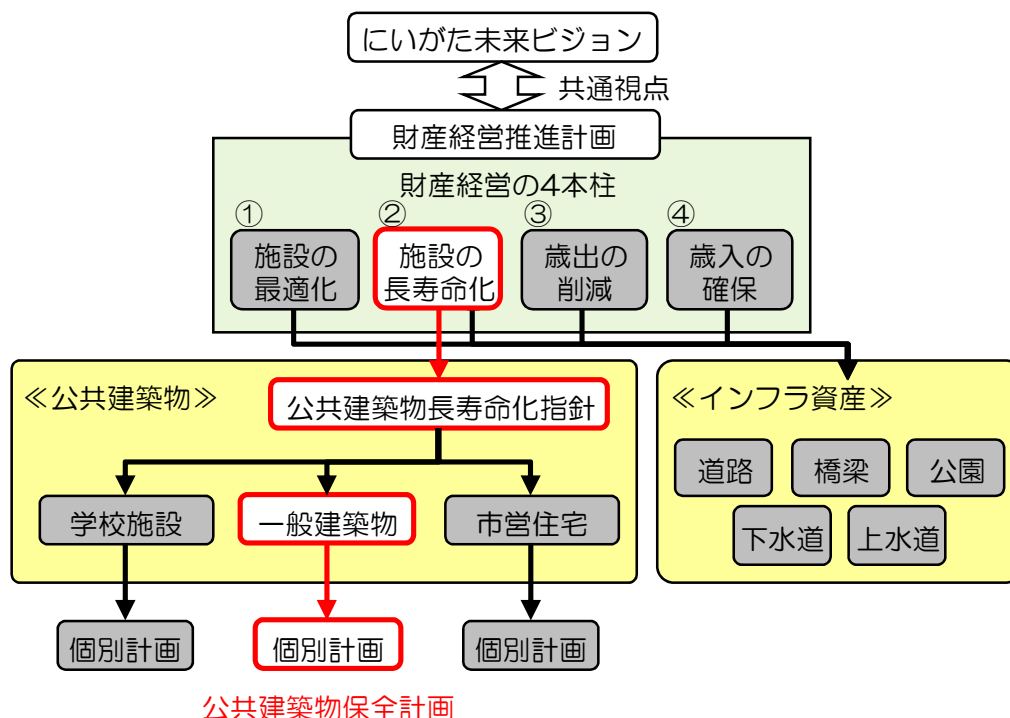 にいがた未来ビジョン
共通視点
財産経営推進計画
財産経営の4本柱
①
②
③
④
施設の
最適化
施設の
長寿命化
歳出の
削減
歳入の
確保
≪公共建築物≫
公共建築物長寿命化指針
≪インフラ資産≫
道路
橋梁
公園
下水道
上水道
学校施設
一般建築物
市営住宅
個別計画
個別計画
個別計画
公共建築物保全計画